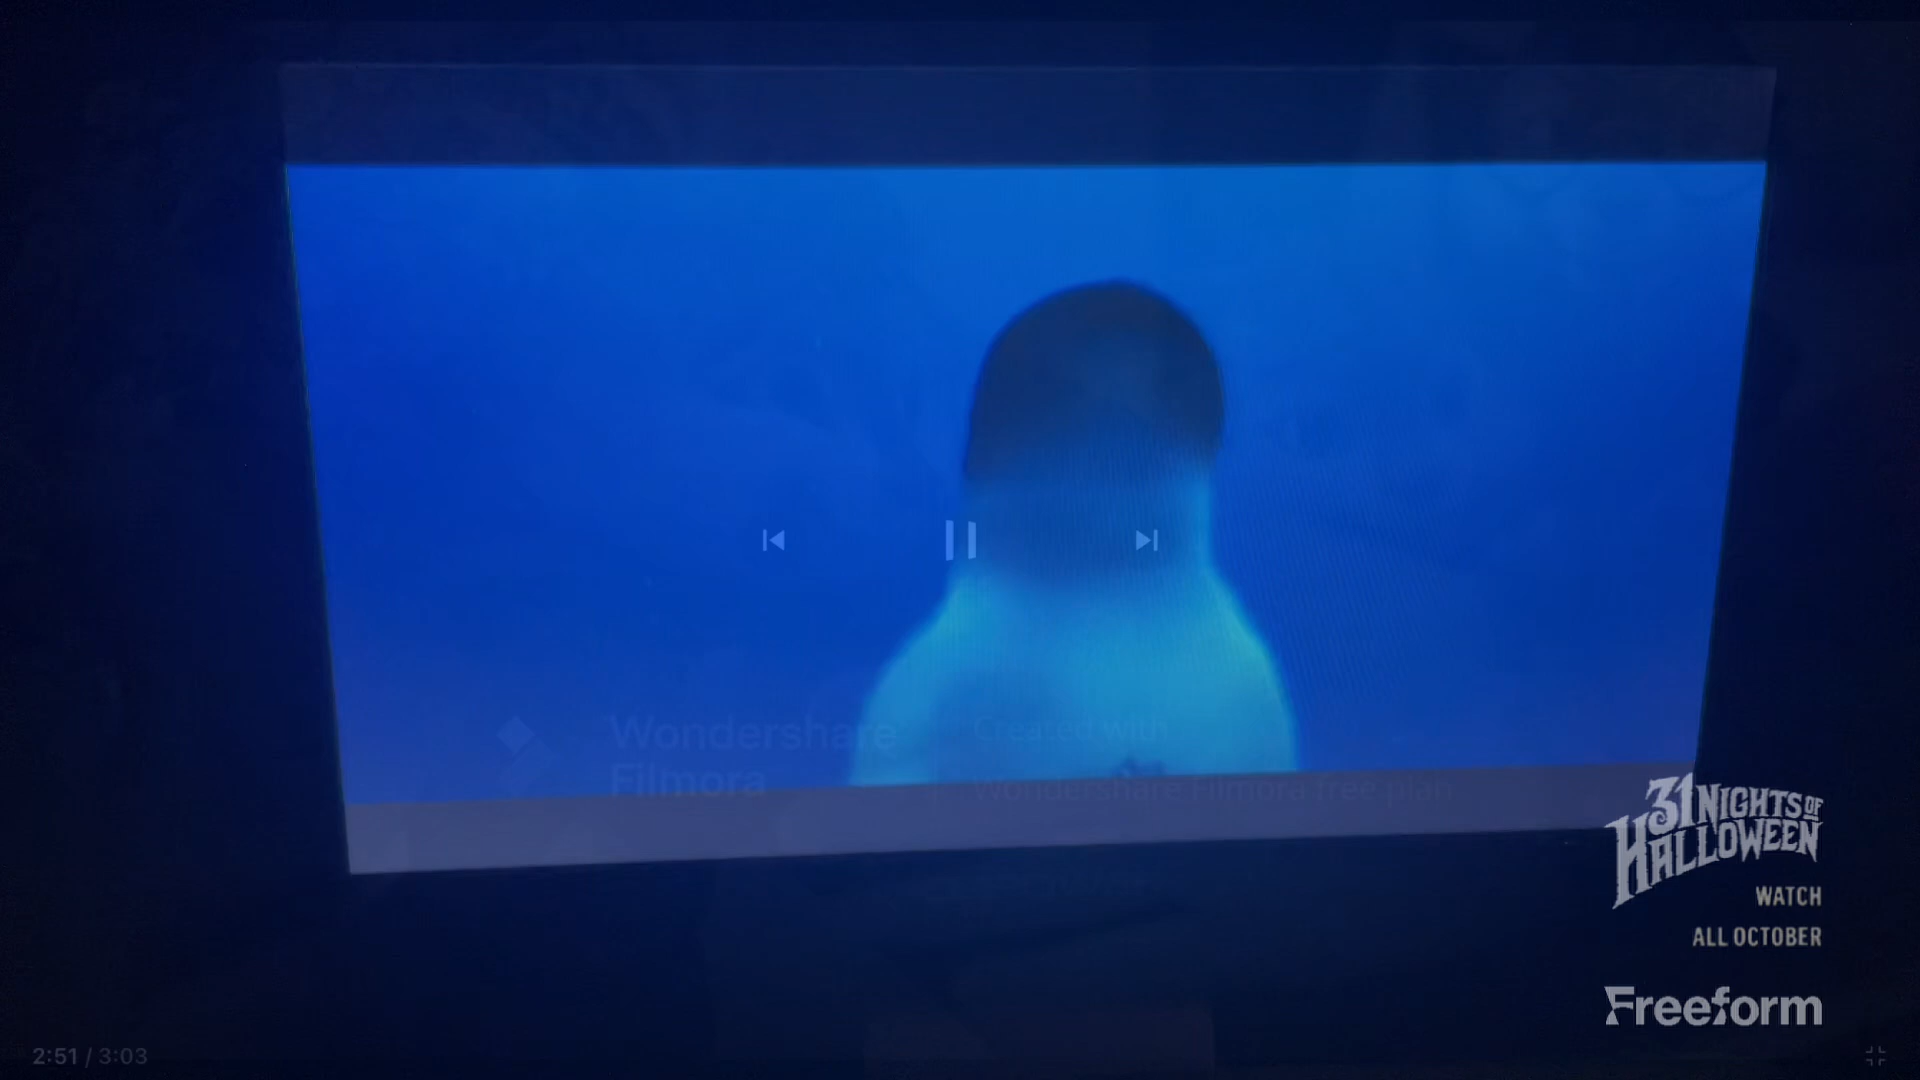 Wondershare
Filmora
Created with
Wondershare Filmora free plan
31 NIGHTS OF
HALLOWEEN
WATCH
ALL OCTOBER
Freeform
2:51 / 3:03